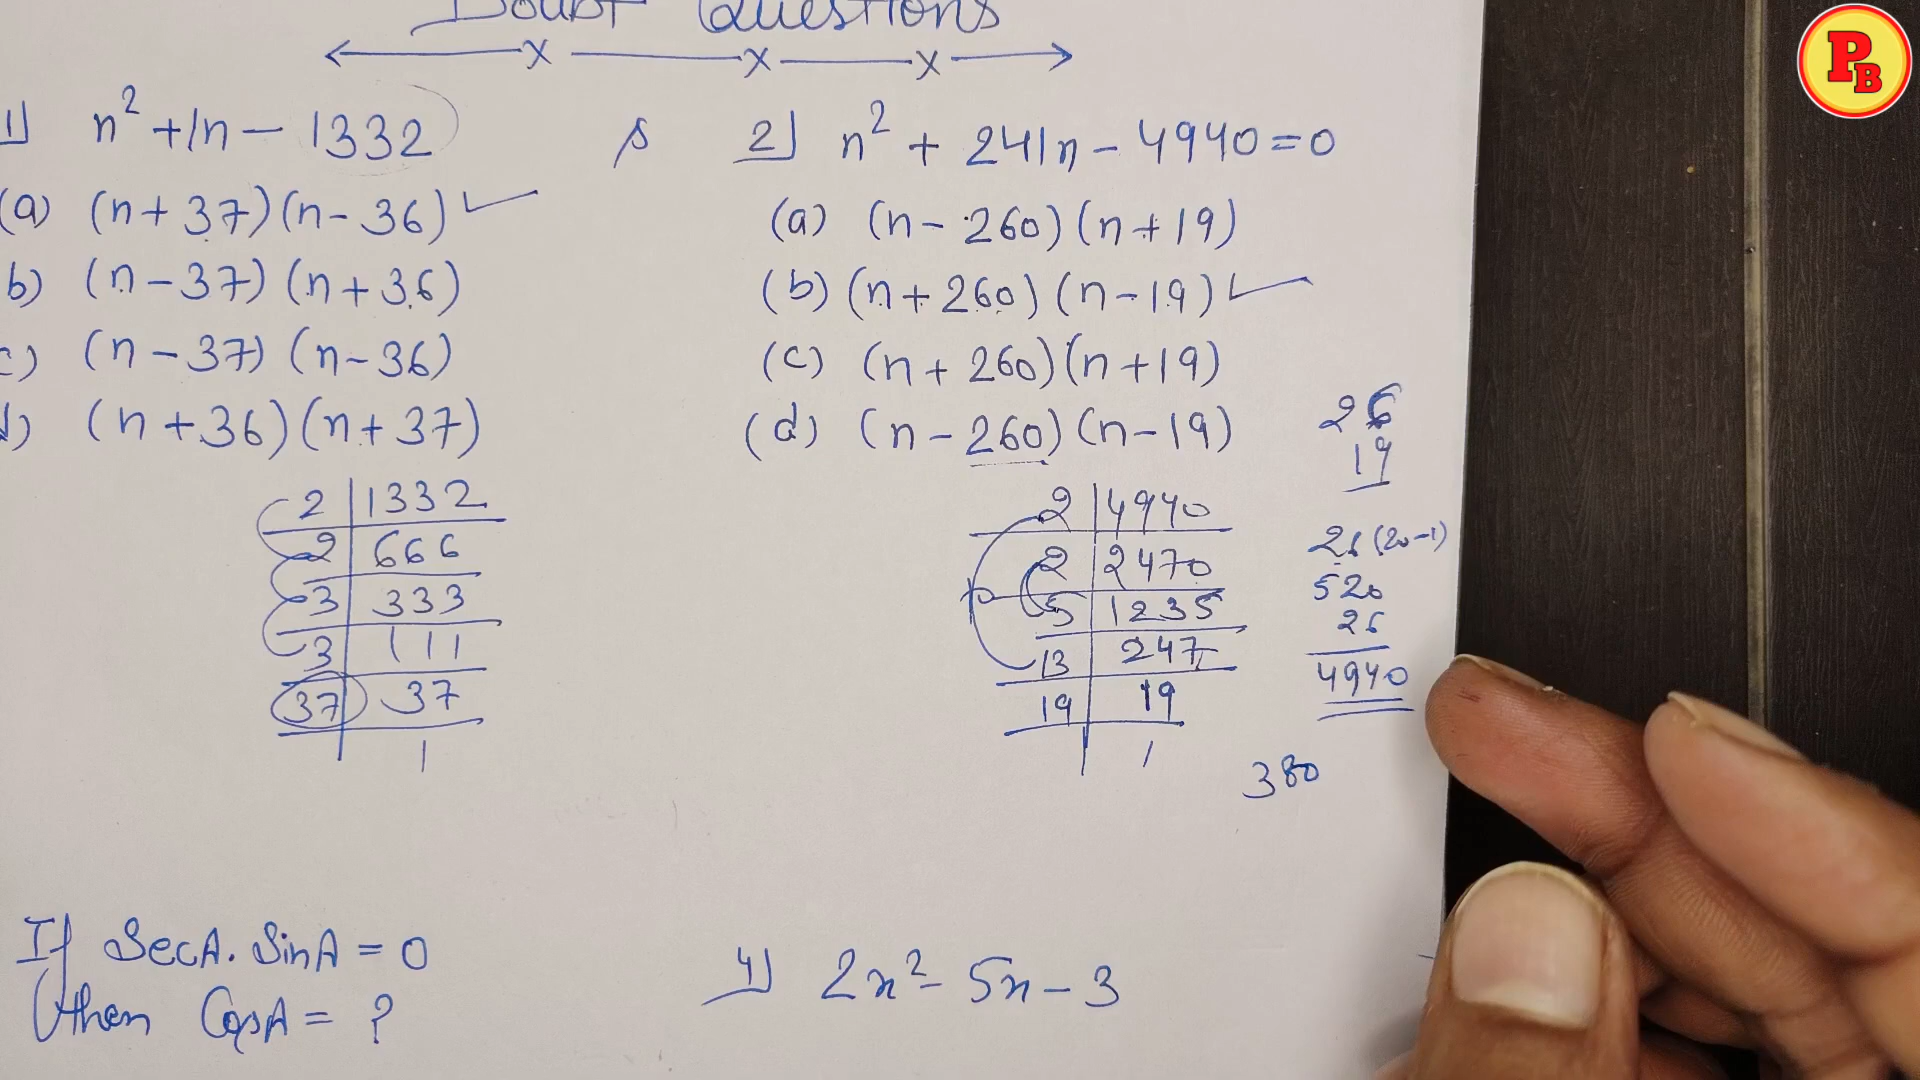 Doubt Questions
1) n² + 1n - 1332
(a) (n + 37)(n - 36)
b) (n - 37)(n + 36)
c) (n - 37)(n - 36)
d) (n + 36)(n + 37)
2 | 1332
2 | 666
3 | 333
3 | 111
37 | 37
1
2) n² + 241n - 4940 = 0
(a) (n - 260)(n + 19)
(b) (n + 260)(n - 19)
(c) (n + 260)(n + 19)
(d) (n - 260)(n - 19)
2 | 4940
2 | 2470
5 | 1235
13 | 247
19 | 19
1
26
19
26 (20-1)
520
26
4940
380
If SecA. SinA = 0
then CosA = ?
4) 2x² - 5x - 3
PB